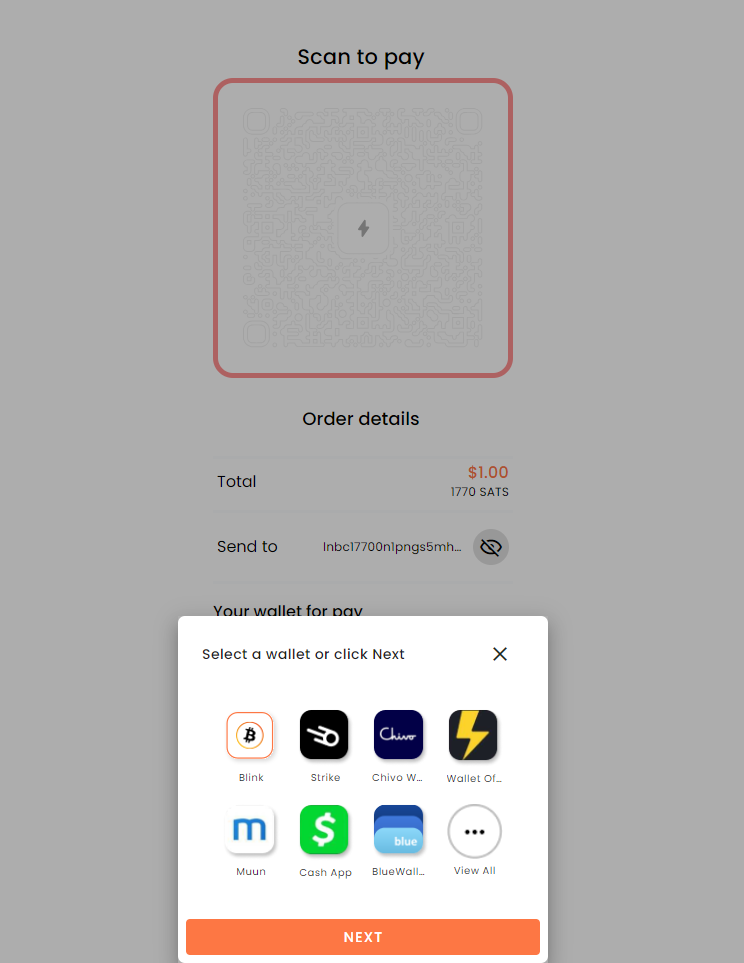 Scan to pay
Order details
Total
$1.00
1770 SATS
Send to
lnbc17700n1pngs5mh...
Your wallet for pay
Select a wallet or click Next
Blink
Strike
Chivo
Chivo W...
Wallet Of...
m
$
blue
Muun
Cash App
BlueWall...
View All
NEXT